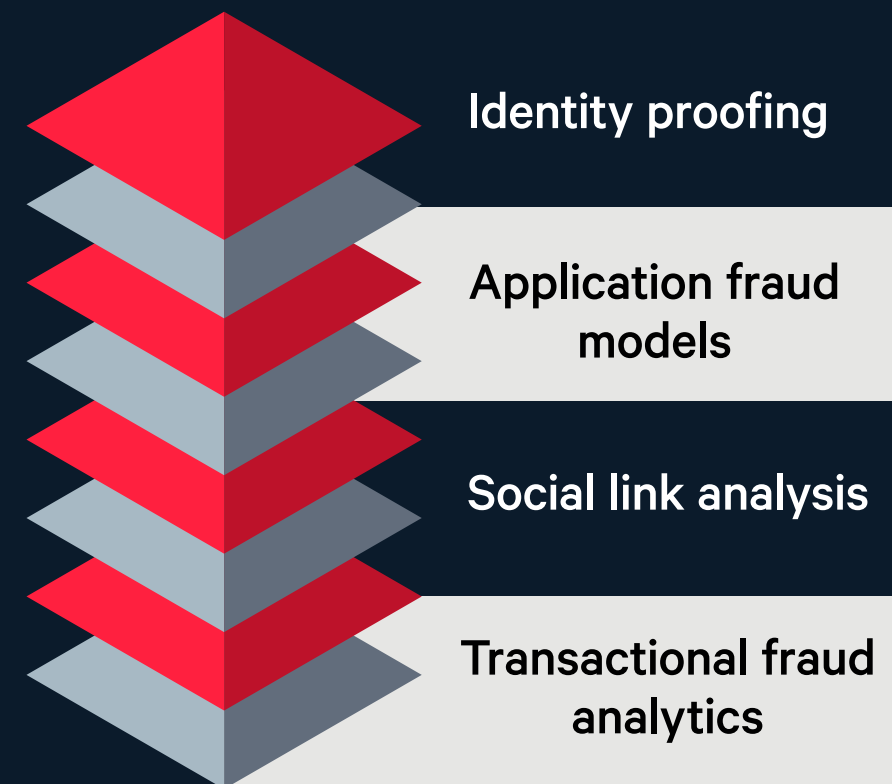 Identity proofing
Application fraud
models
Social link analysis
Transactional fraud
analytics